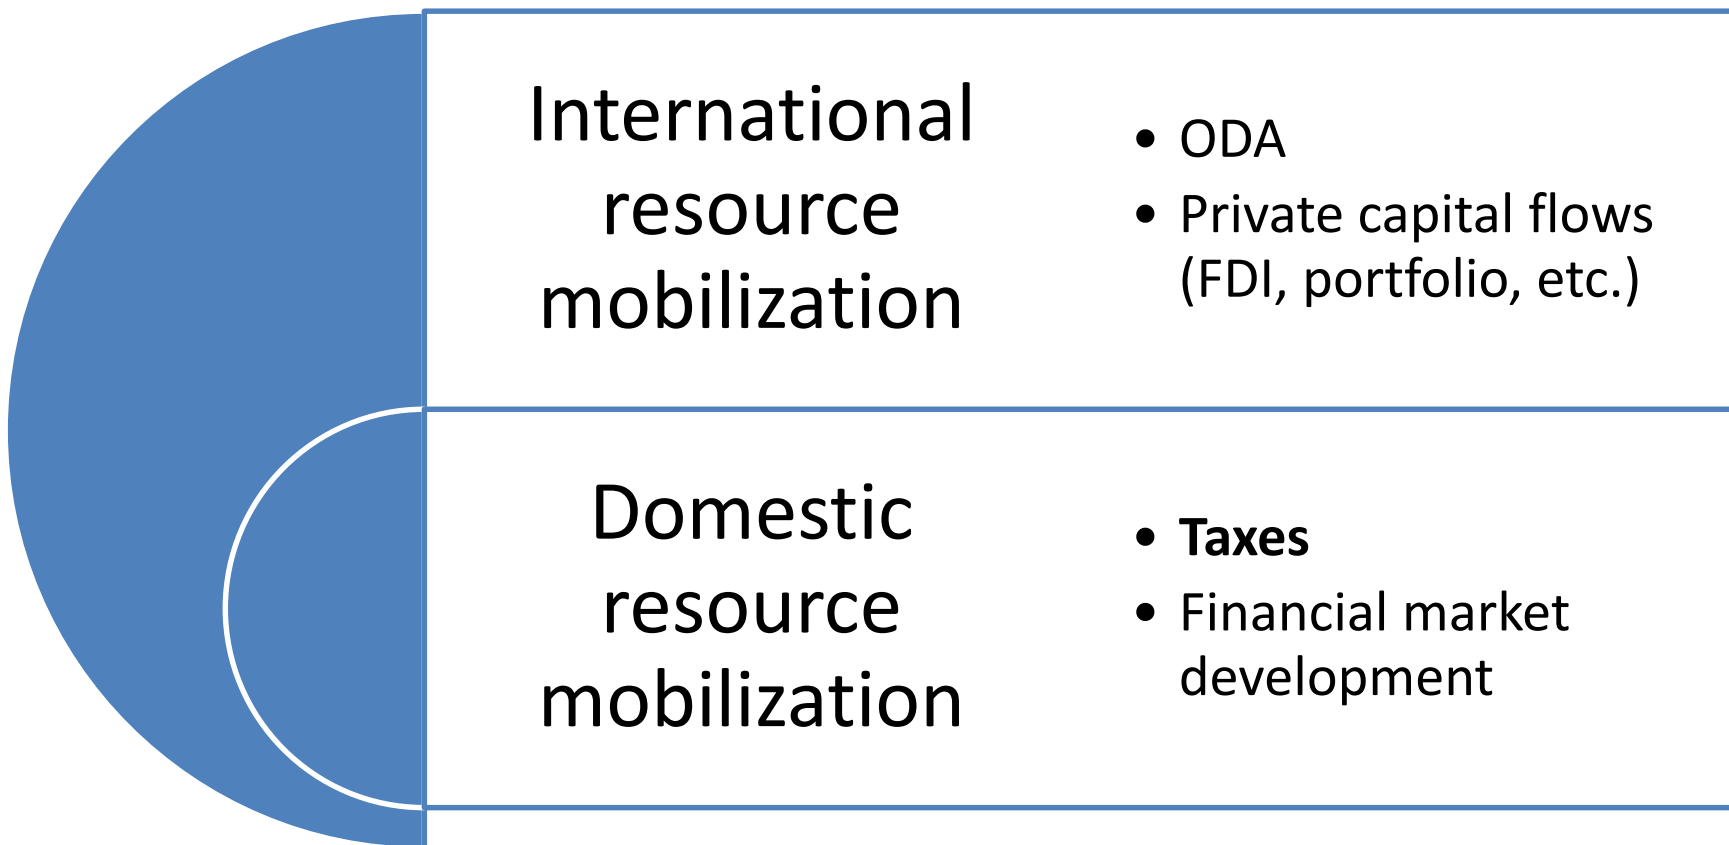 International
resource
mobilization
• ODA
• Private capital flows
(FDI, portfolio, etc.)
Domestic
resource
mobilization
• Taxes
• Financial market
development